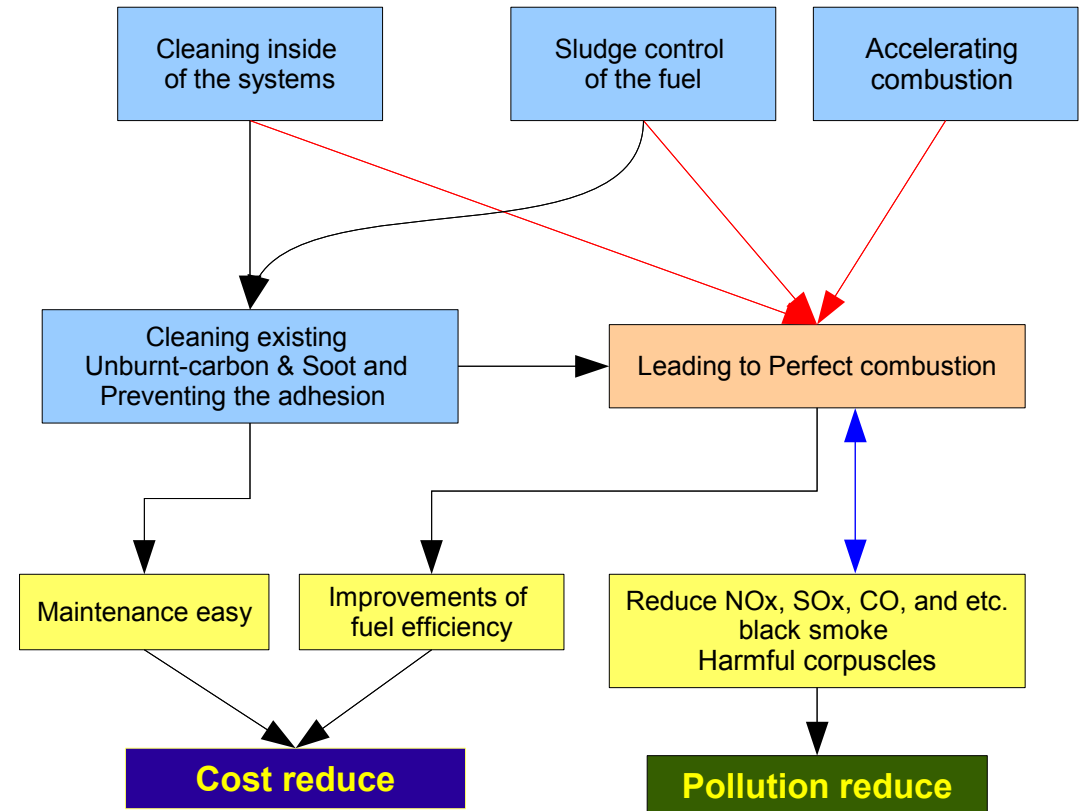 Cleaning inside
of the systems
Sludge control
of the fuel
Accelerating
combustion
Cleaning existing
Unburnt-carbon & Soot and
Preventing the adhesion
Leading to Perfect combustion
Maintenance easy
Improvements of
fuel efficiency
Reduce NOx, SOx, CO, and etc.
black smoke
Harmful corpuscles
Cost reduce
Pollution reduce